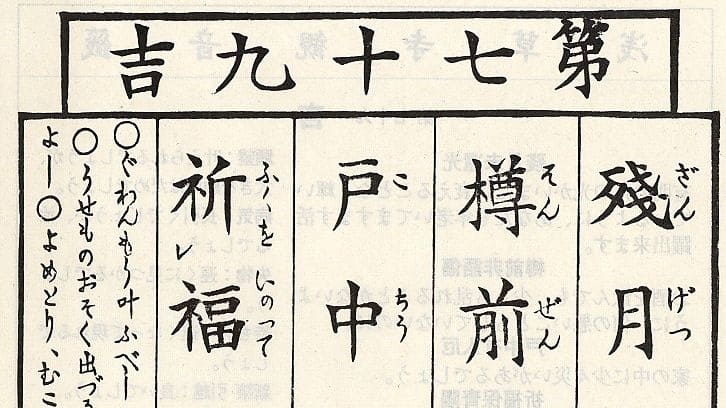 第七十九吉
殘月
ざんげつ
樽前
そんぜん
戸中
こちう
祈レ福
ふくをいのつて
○ぐわんもう叶ふべし
○うせものおそく出づ
よし○よめとり、むこ